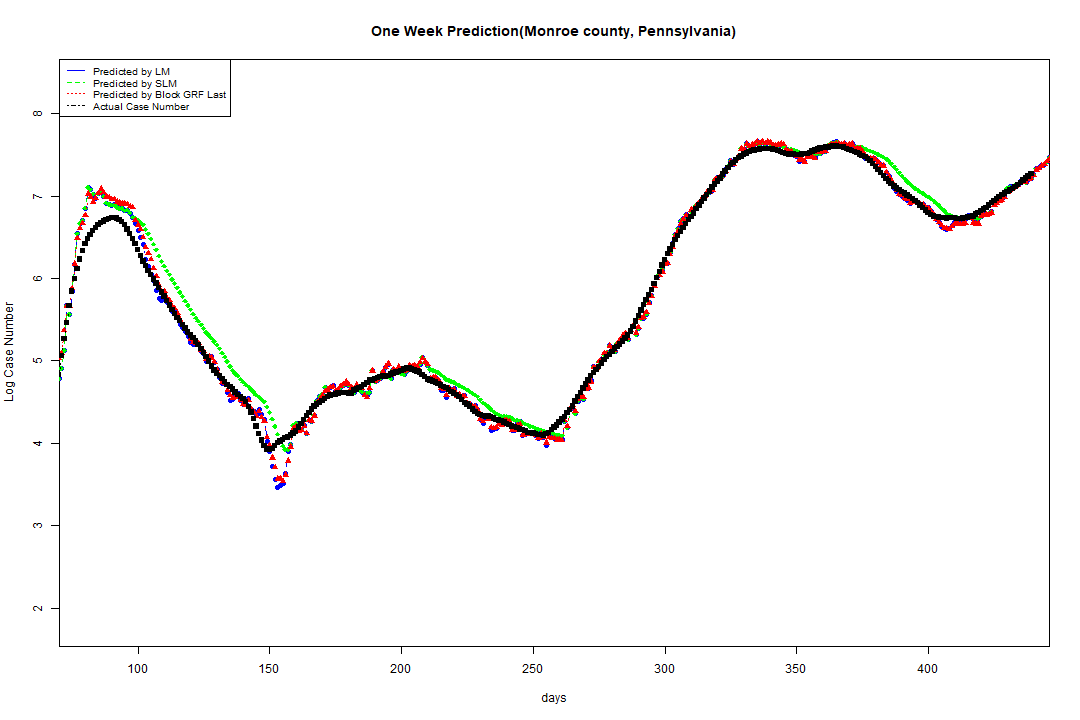 One Week Prediction(Monroe county, Pennsylvania)
Predicted by LM
Predicted by SLM
Predicted by Block GRF Last
Actual Case Number
Log Case Number
8
7
6
5
4
3
2
100 150 200 250 300 350 400
days